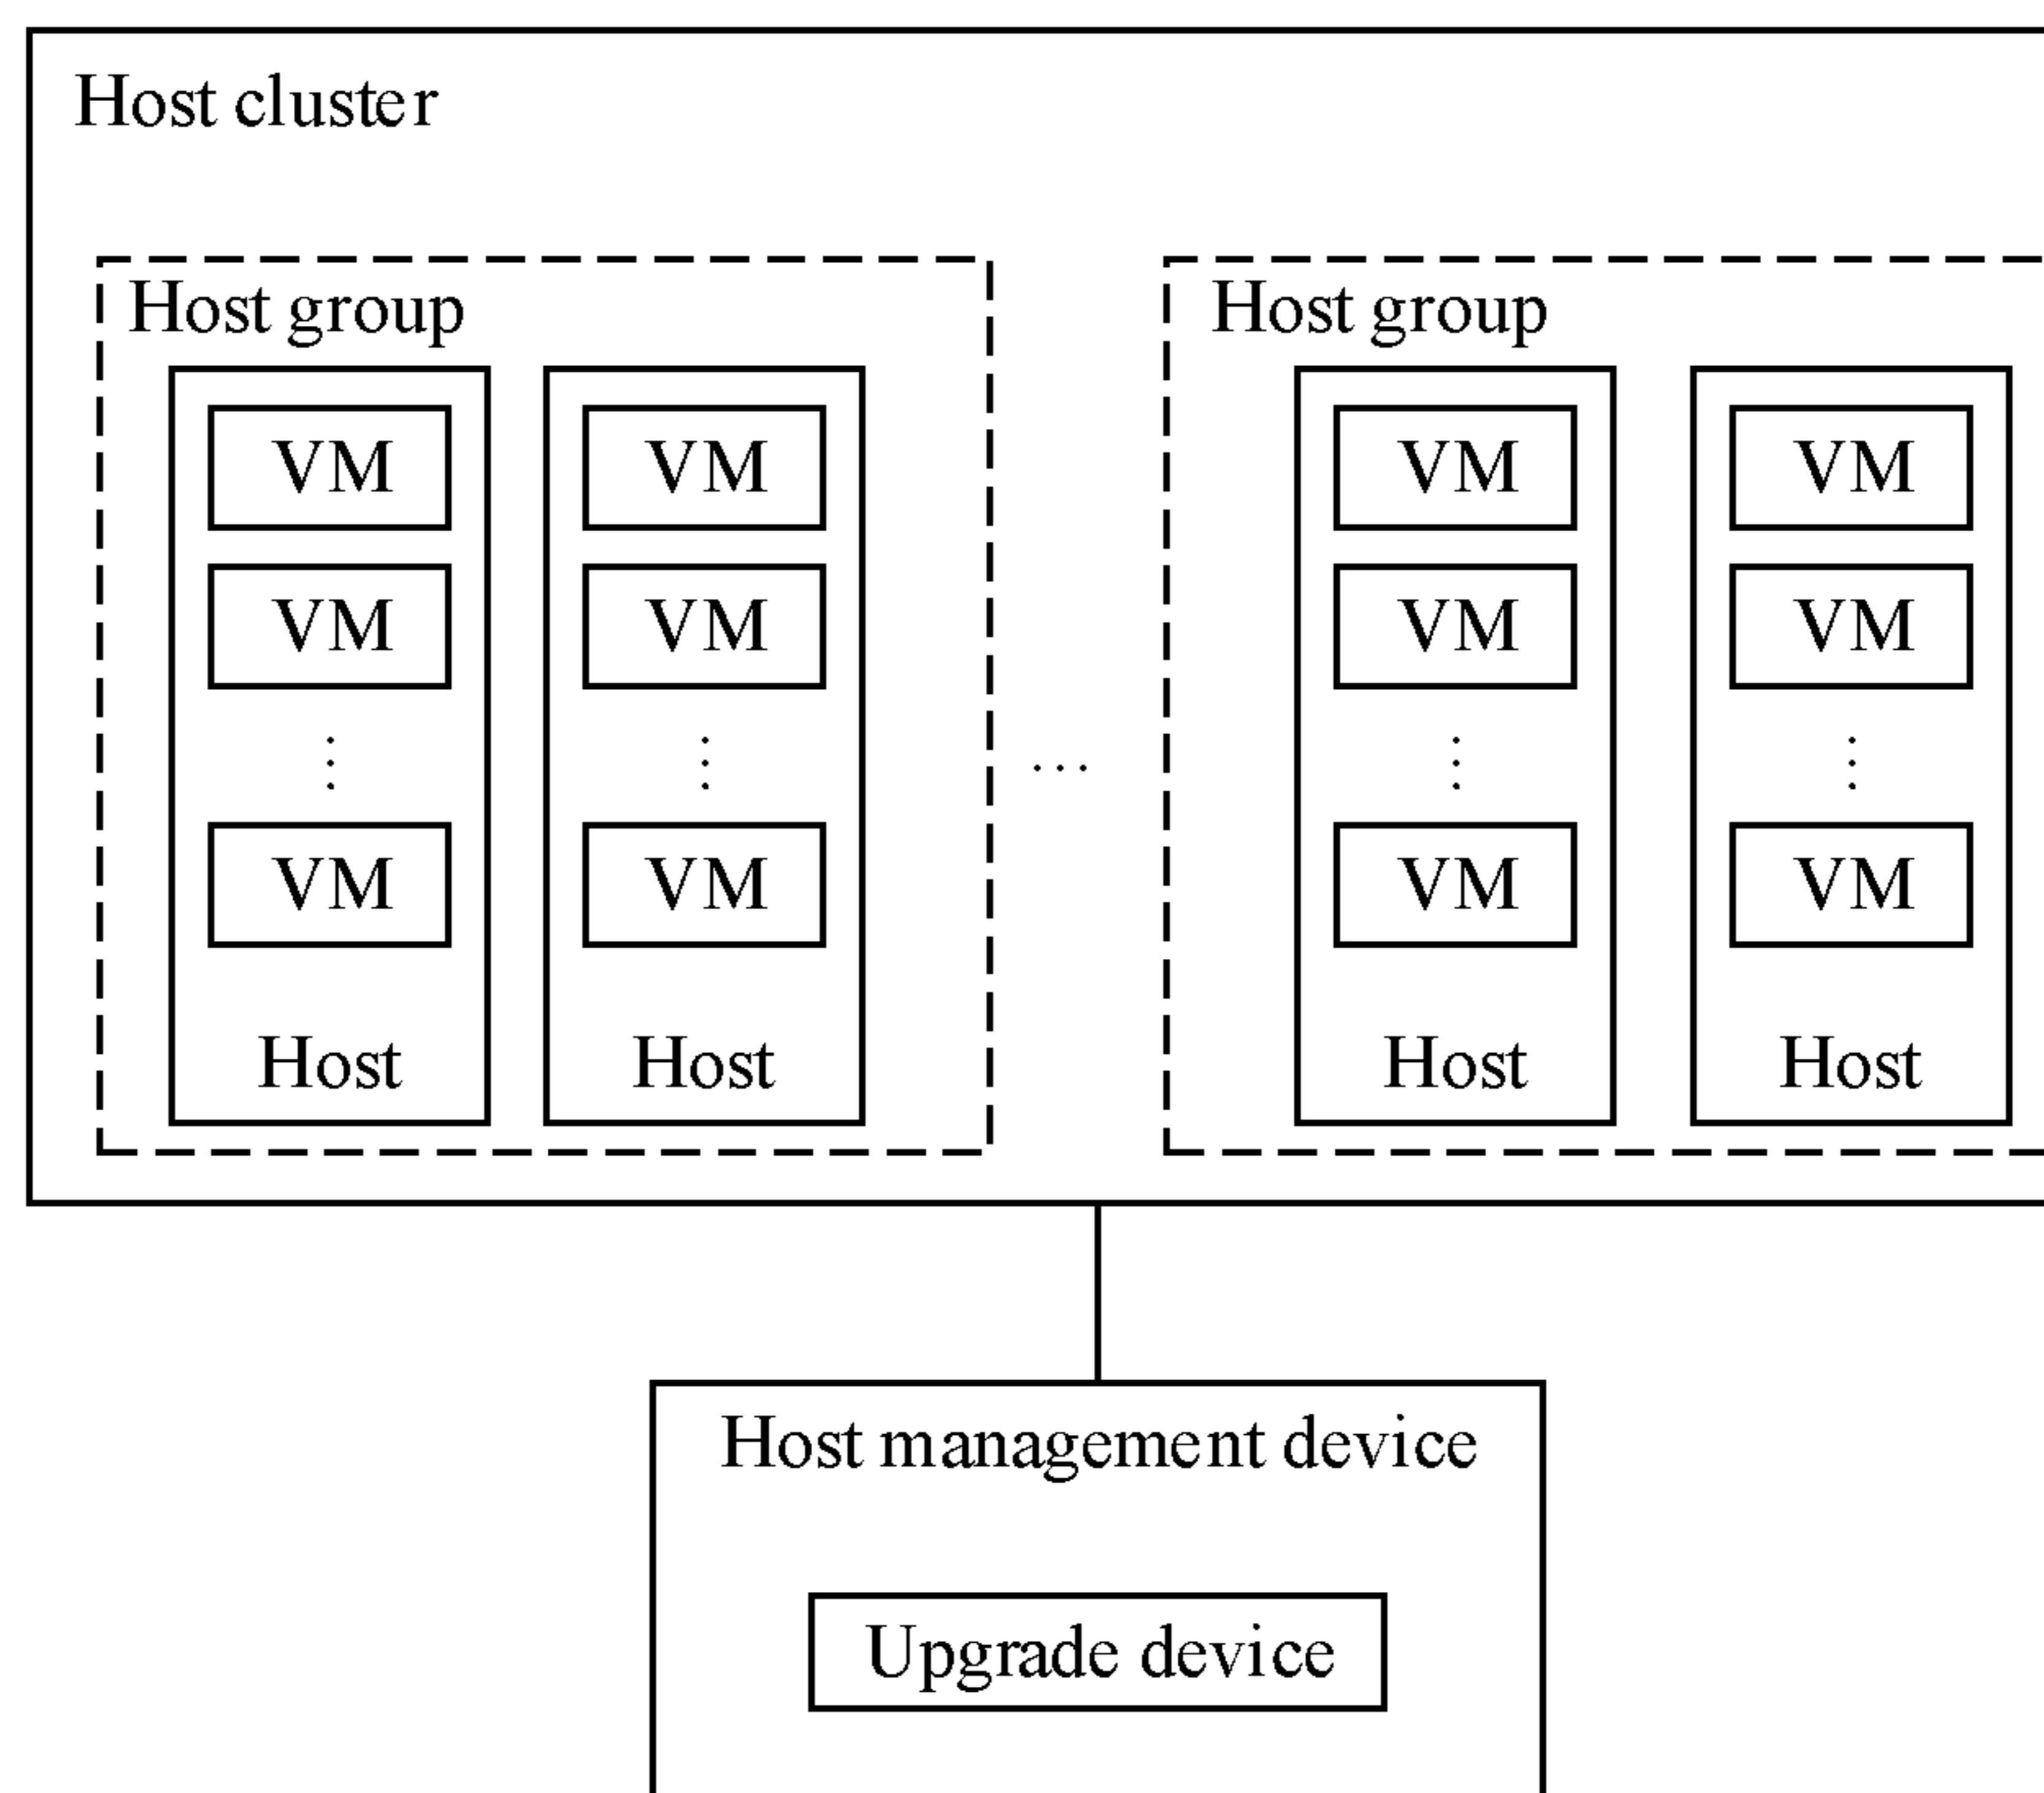 Host cluster
Host group
Host group
VM
VM
VM
VM
VM
VM
VM
VM
⋮
⋮
...
⋮
⋮
VM
VM
VM
VM
Host
Host
Host
Host
Host management device
Upgrade device